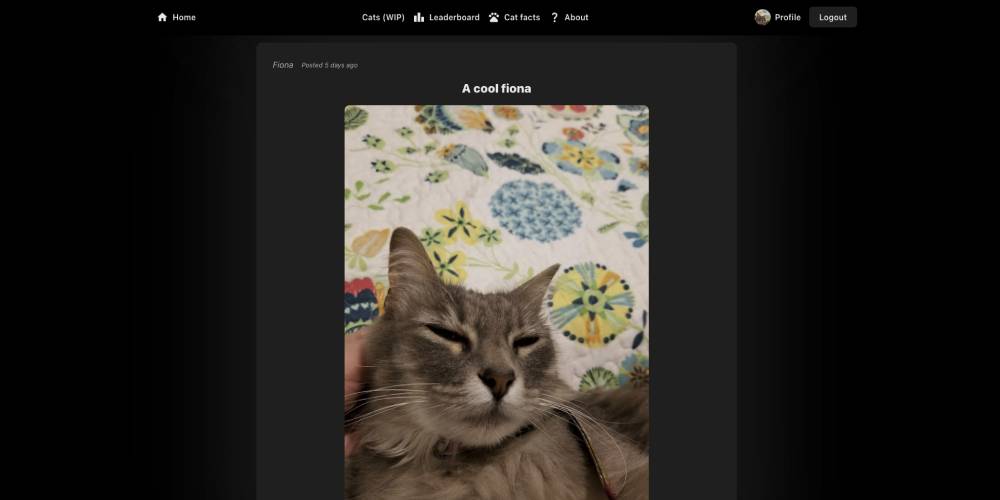 Home Cats (WIP) Leaderboard Cat facts ? About Profile Logout
Fiona Posted 5 days ago
A cool fiona